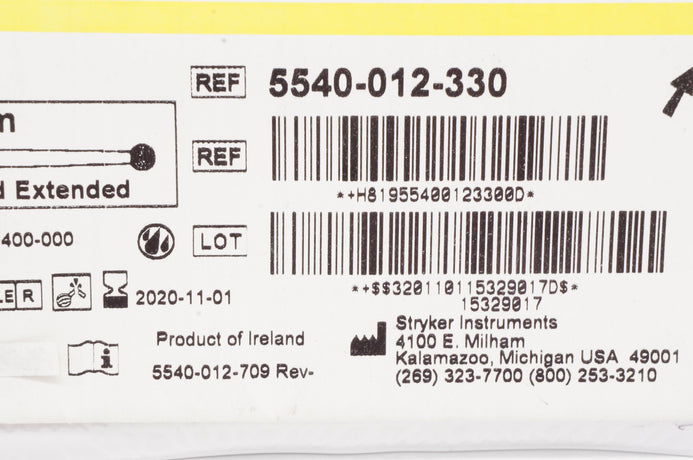 REF 5540-012-330
m
REF
d Extended
*+H81955400123300D*
400-000
LOT
LE R
2020-11-01
*+$$320110115329017D$*
15329017
Product of Ireland
5540-012-709 Rev-
Stryker Instruments
4100 E. Milham
Kalamazoo, Michigan USA 49001
(269) 323-7700 (800) 253-3210